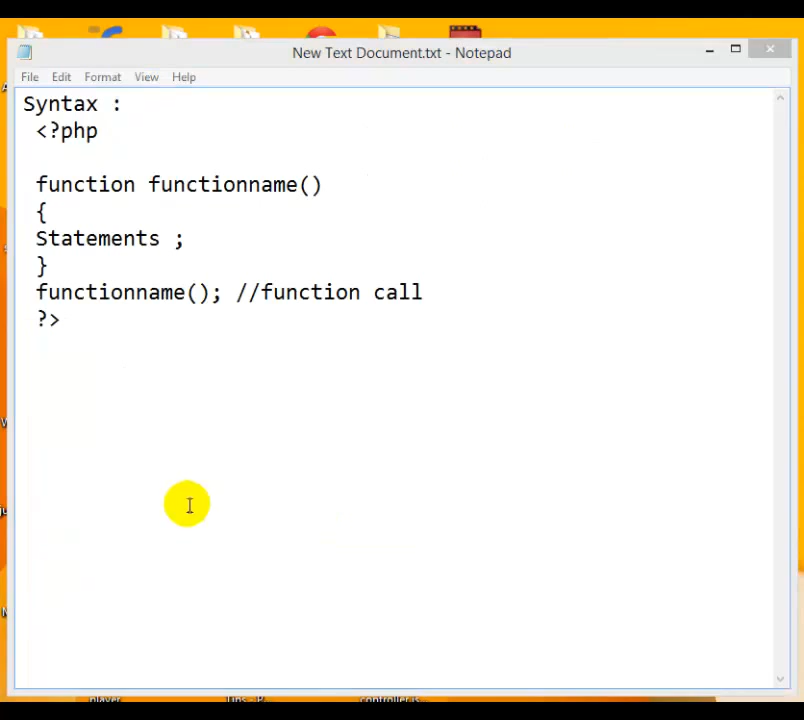 New Text Document.txt - Notepad
File Edit Format View Help
Syntax :
<?php
function functionname()
{
Statements ;
}
functionname(); //function call
?>